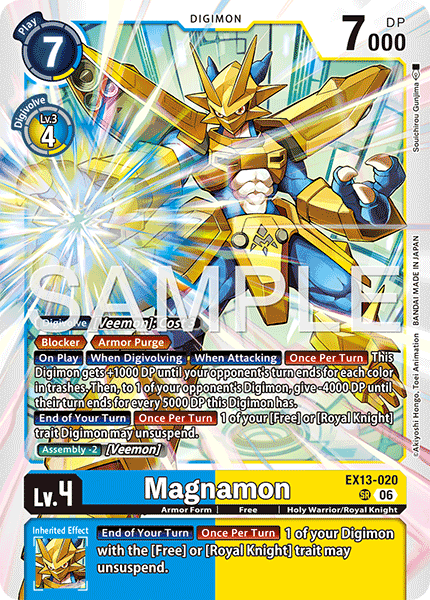 DIGIMON
Play
7
7000
DP
Digivolve
Lv.3
4
Souichirou Gunjima
SAMPLE
Digivolve [Veemon]: Cost
Blocker Armor Purge
On Play When Digivolving When Attacking Once Per Turn This
Digimon gets +1000 DP until your opponent's turn ends for each color
in trashes. Then, to 1 of your opponent's Digimon, give -4000 DP until
their turn ends for every 5000 DP this Digimon has.
End of Your Turn Once Per Turn 1 of your [Free] or [Royal Knight]
trait Digimon may unsuspend.
Assembly -2 [Veemon]
©Akiyoshi Hongo, Toei Animation BANDAI MADE IN JAPAN
EX13-020
Lv.4
Magnamon
SR 06
Armor Form Free Holy Warrior/Royal Knight
Inherited Effect
End of Your Turn Once Per Turn 1 of your Digimon
with the [Free] or [Royal Knight] trait may
unsuspend.